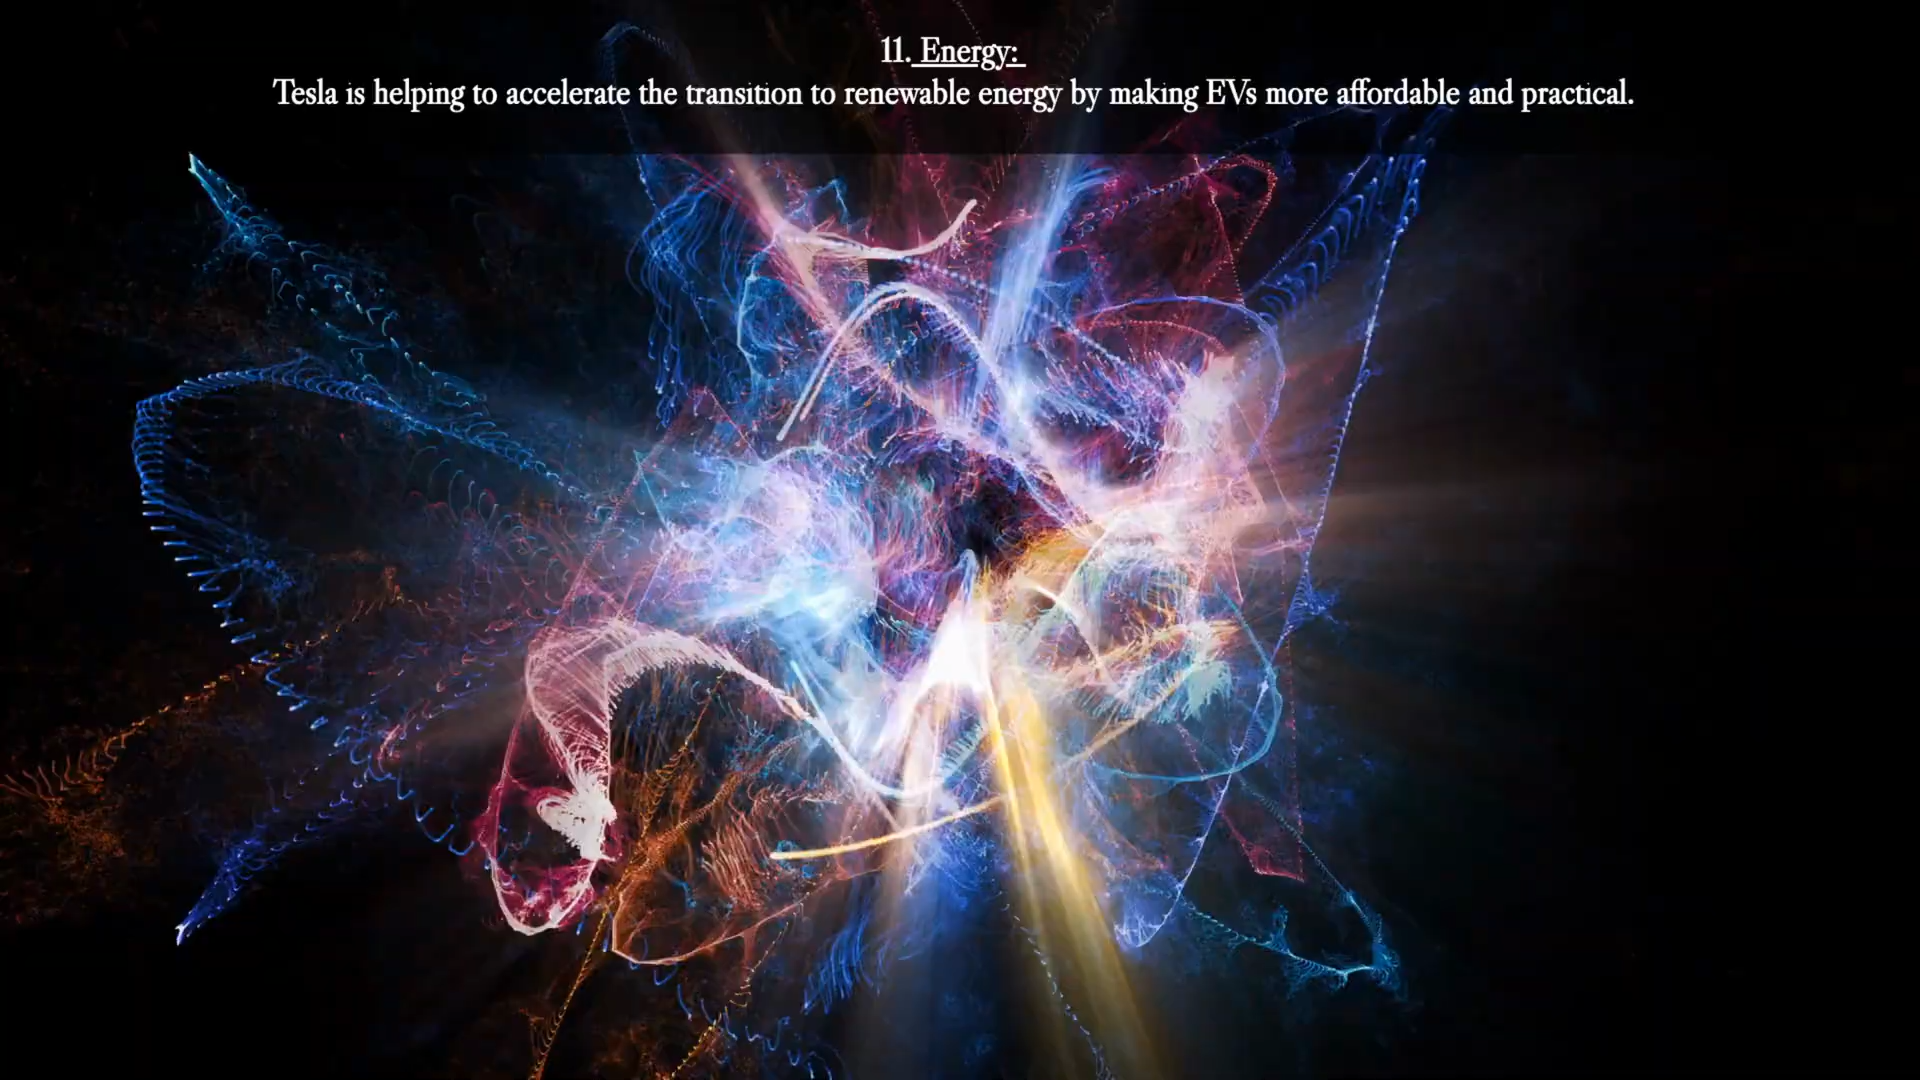 11. Energy:
Tesla is helping to accelerate the transition to renewable energy by making EVs more affordable and practical.